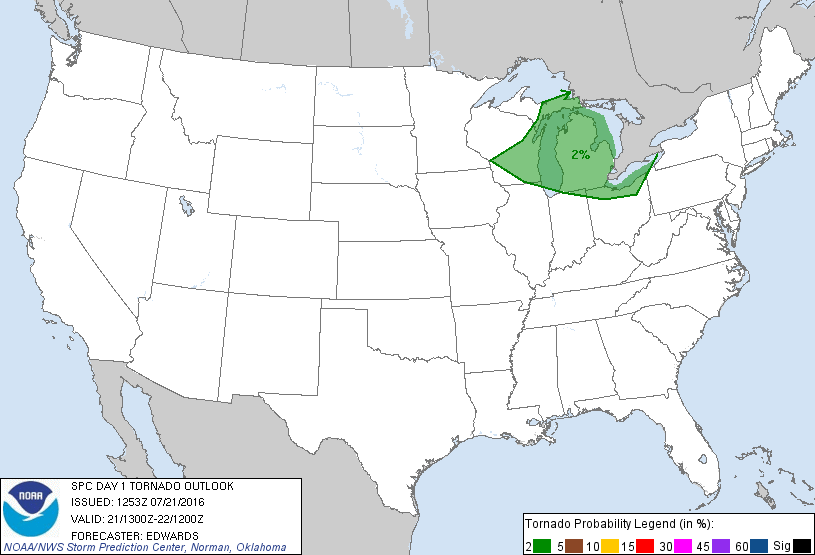 2%
NOAA
SPC DAY 1 TORNADO OUTLOOK
ISSUED: 1253Z 07/21/2016
VALID: 21/1300Z-22/1200Z
FORECASTER: EDWARDS
NOAA/NWS Storm Prediction Center, Norman, Oklahoma
Tornado Probability Legend (in %):
2 5 10 15 30 45 60 Sig